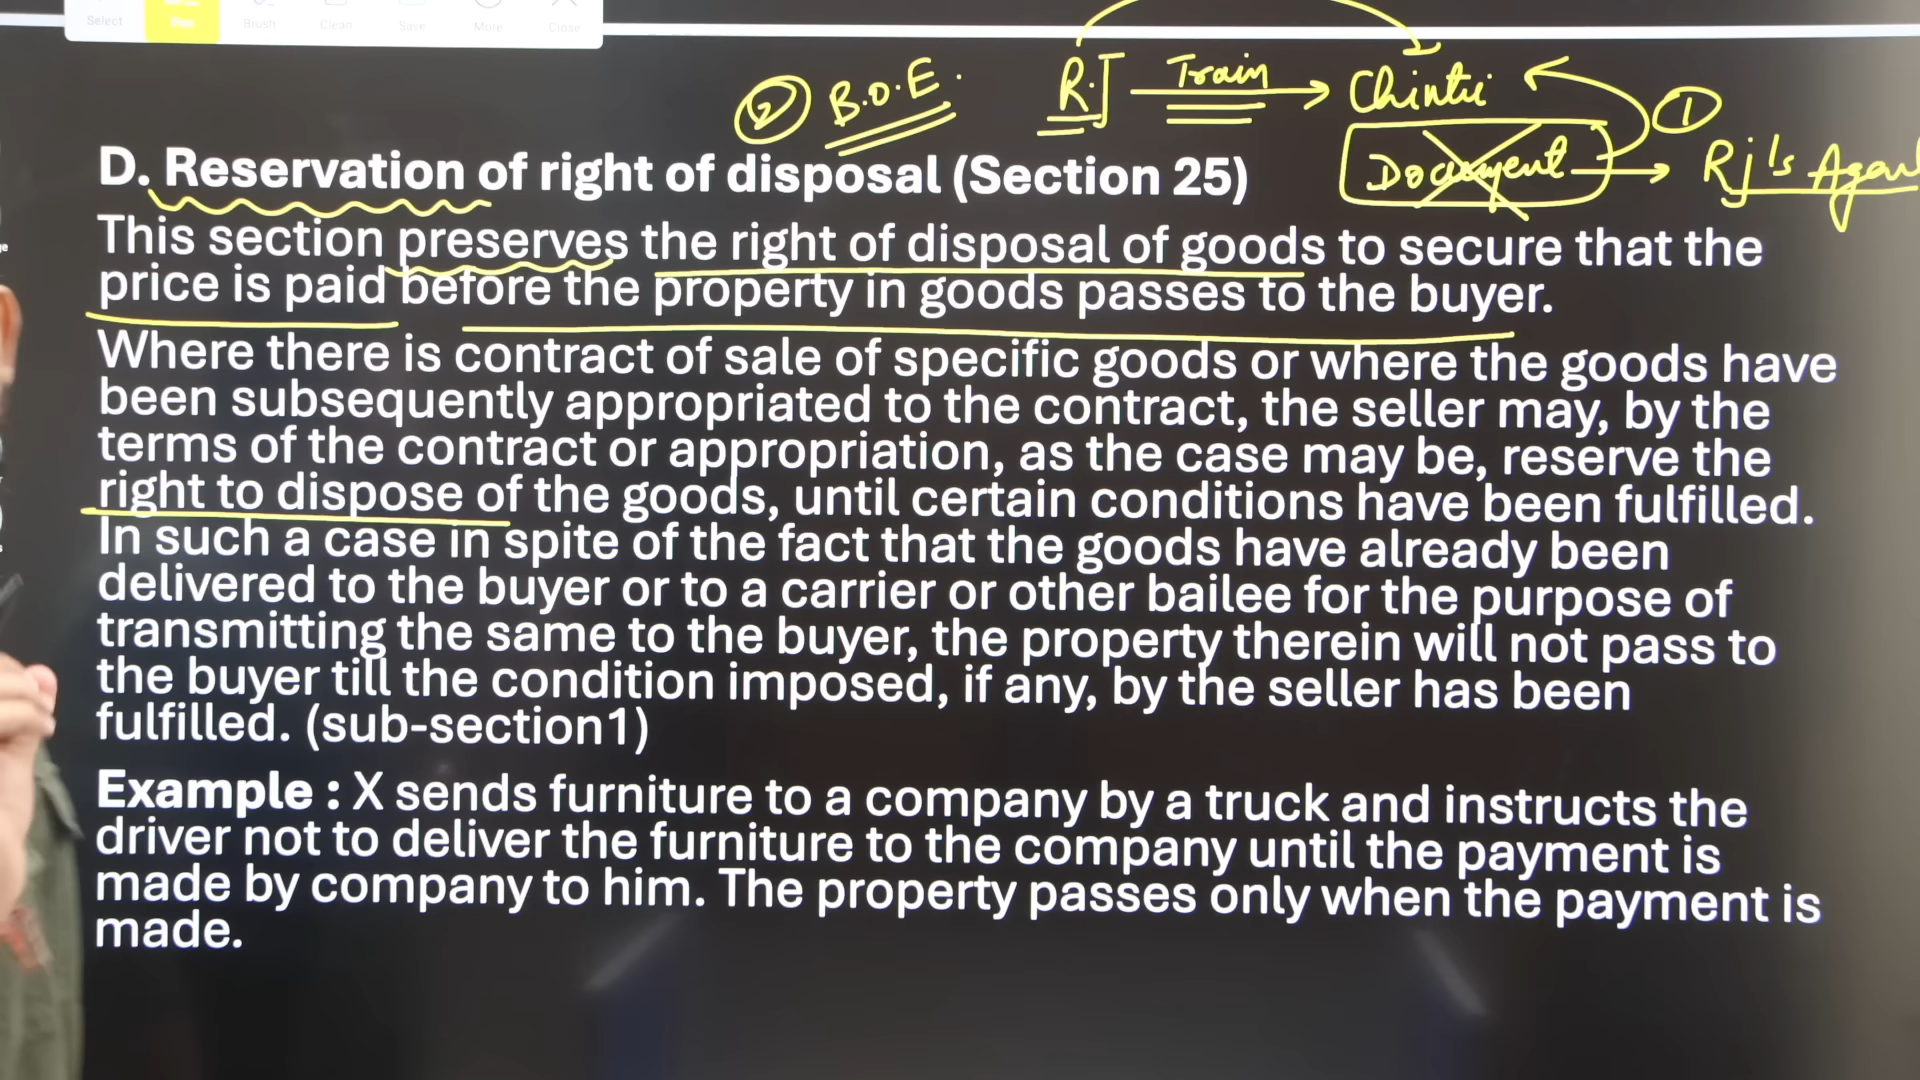 Select Pen Brush Clean Save More Close
② B.O.E. R.J Train Chintu ①
Document Rj's
D. Reservation of right of disposal (Section 25)
This section preserves the right of disposal of goods to secure that the
price is paid before the property in goods passes to the buyer.
Where there is contract of sale of specific goods or where the goods have
been subsequently appropriated to the contract, the seller may, by the
terms of the contract or appropriation, as the case may be, reserve the
right to dispose of the goods, until certain conditions have been fulfilled.
In such a case in spite of the fact that the goods have already been
delivered to the buyer or to a carrier or other bailee for the purpose of
transmitting the same to the buyer, the property therein will not pass to
the buyer till the condition imposed, if any, by the seller has been
fulfilled. (sub-section1)
Example : X sends furniture to a company by a truck and instructs the
driver not to deliver the furniture to the company until the payment is
made by company to him. The property passes only when the payment is
made.